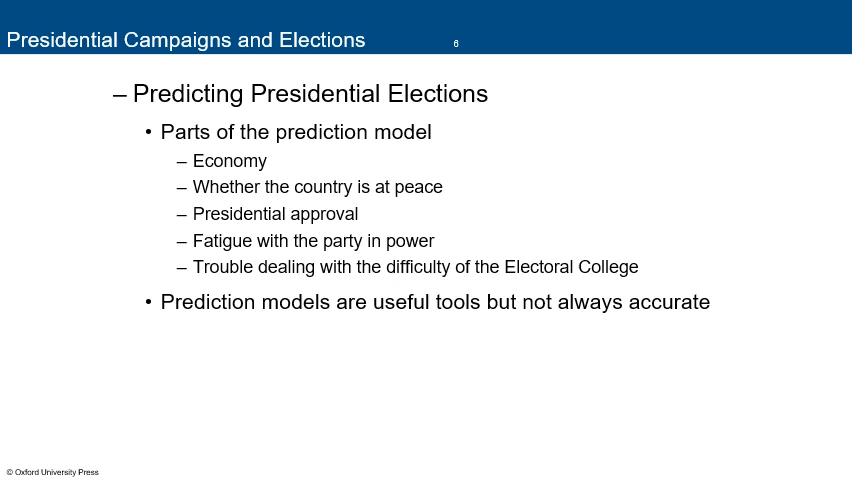 Presidential Campaigns and Elections 6
– Predicting Presidential Elections
• Parts of the prediction model
– Economy
– Whether the country is at peace
– Presidential approval
– Fatigue with the party in power
– Trouble dealing with the difficulty of the Electoral College
• Prediction models are useful tools but not always accurate
© Oxford University Press